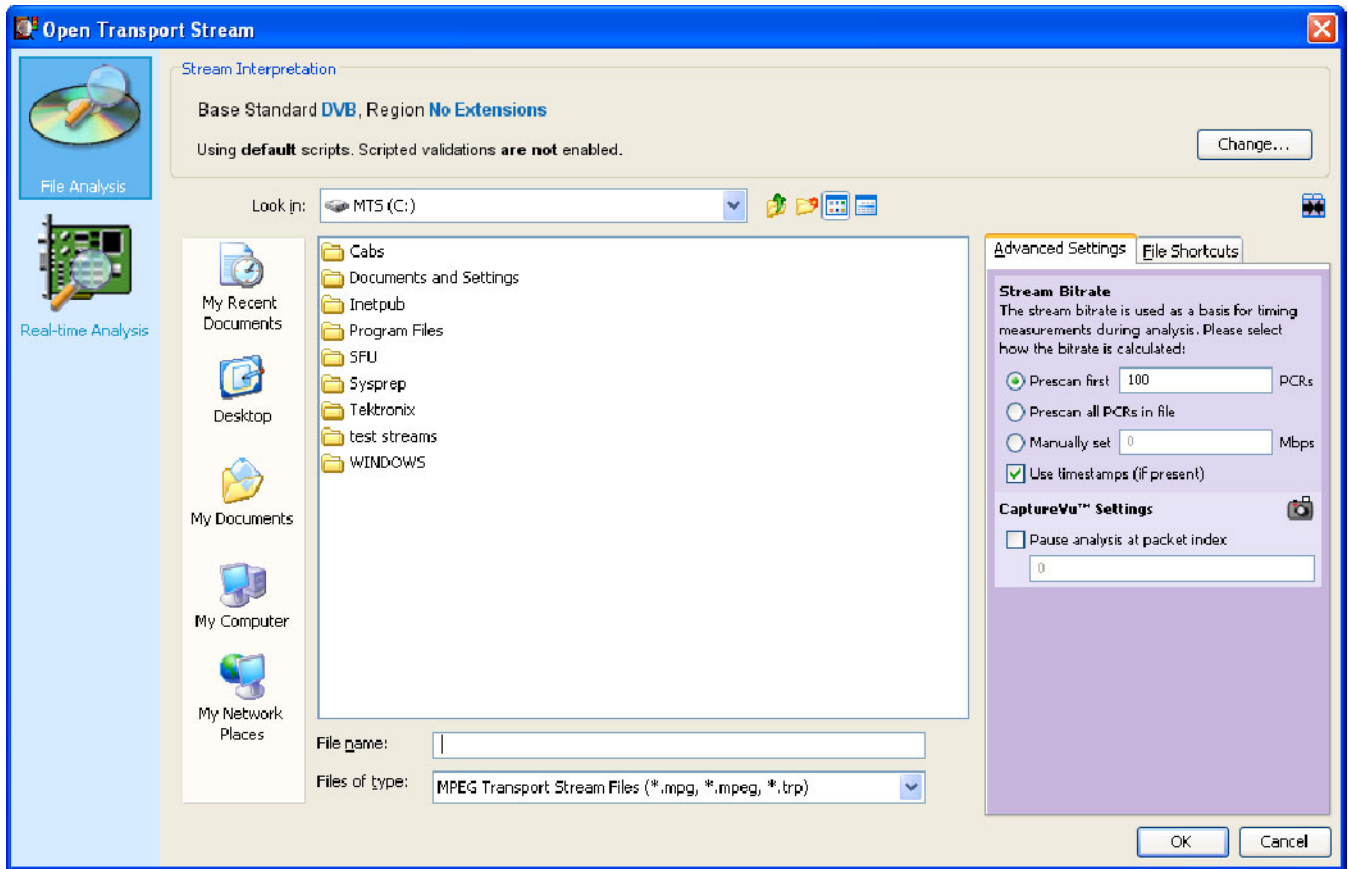 Open Transport Stream
Stream Interpretation
Base Standard DVB, Region No Extensions
Using default scripts. Scripted validations are not enabled.
Change...
File Analysis
Real-time Analysis
Look in:
MTS (C:)
My Recent
Documents
Desktop
My Documents
My Computer
My Network
Places
Cabs
Documents and Settings
Inetpub
Program Files
SFU
Sysprep
Tektronix
test streams
WINDOWS
File name:
Files of type:
MPEG Transport Stream Files (*.mpg, *.mpeg, *.trp)
Advanced Settings
File Shortcuts
Stream Bitrate
The stream bitrate is used as a basis for timing
measurements during analysis. Please select
how the bitrate is calculated:
Prescan first 100 PCRs
Prescan all PCRs in file
Manually set 0 Mbps
Use timestamps (if present)
CaptureVu™ Settings
Pause analysis at packet index
0
OK
Cancel